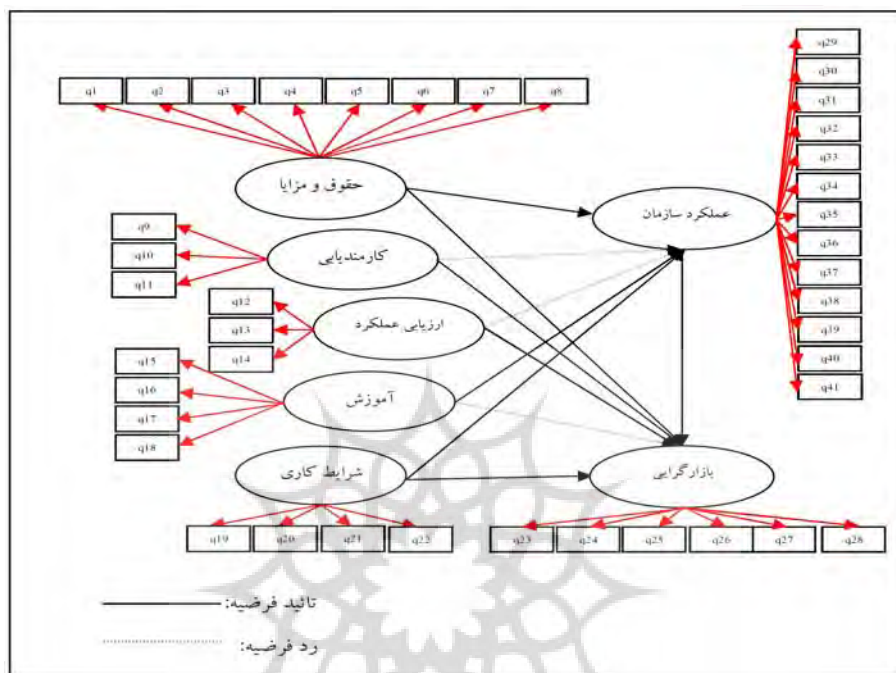 q29
q30
q31
q32
q33
q34
q35
q36
q37
q38
q39
q40
q41
q1 q2 q3 q4 q5 q6 q7 q8
حقوق و مزایا
عملکرد سازمان
q9
q10
q11
کارمندیابی
q12
q13
q14
ارزیابی عملکرد
q15
q16
q17
q18
آموزش
شرایط کاری
بازارگرایی
q19 q20 q21 q22
q23 q24 q25 q26 q27 q28
تائید فرضیه:
رد فرضیه: